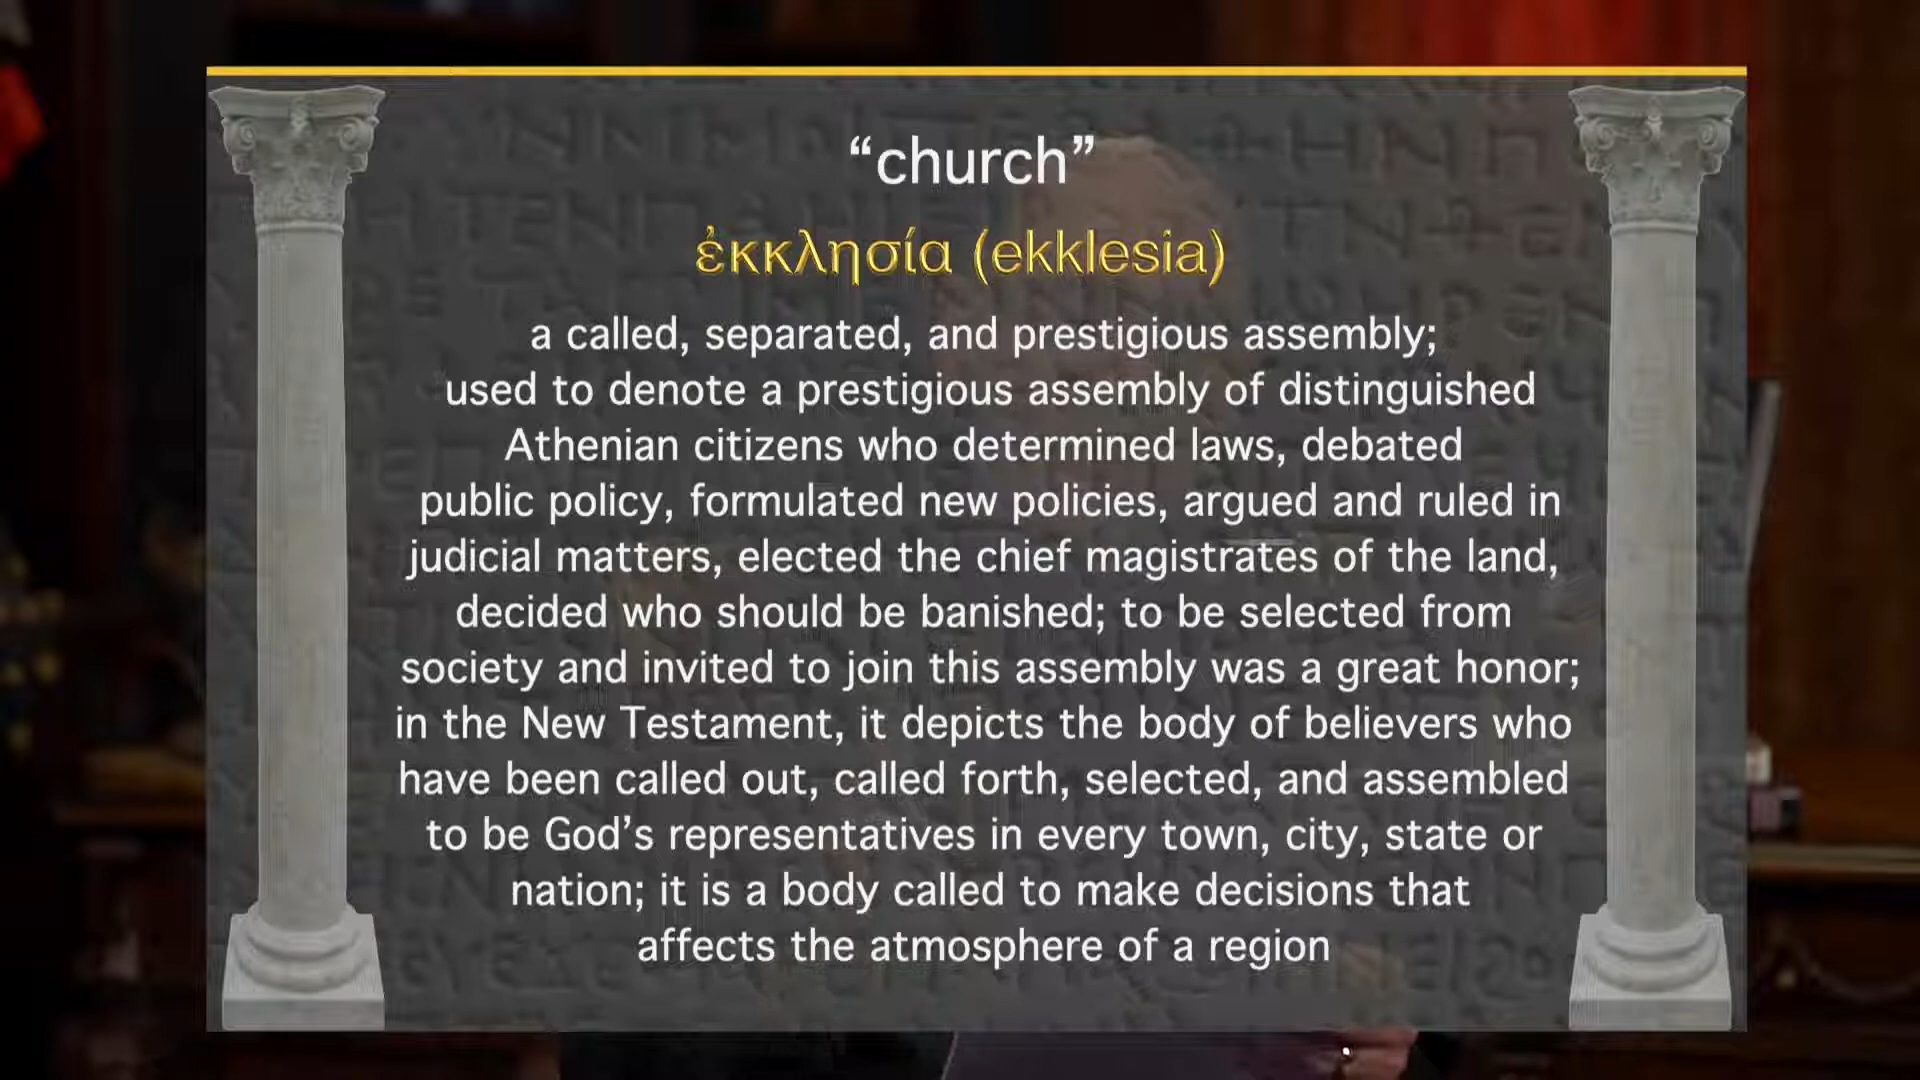 “church”
ἐκκλησία (ekklesia)
a called, separated, and prestigious assembly;
used to denote a prestigious assembly of distinguished
Athenian citizens who determined laws, debated
public policy, formulated new policies, argued and ruled in
judicial matters, elected the chief magistrates of the land,
decided who should be banished; to be selected from
society and invited to join this assembly was a great honor;
in the New Testament, it depicts the body of believers who
have been called out, called forth, selected, and assembled
to be God’s representatives in every town, city, state or
nation; it is a body called to make decisions that
affects the atmosphere of a region